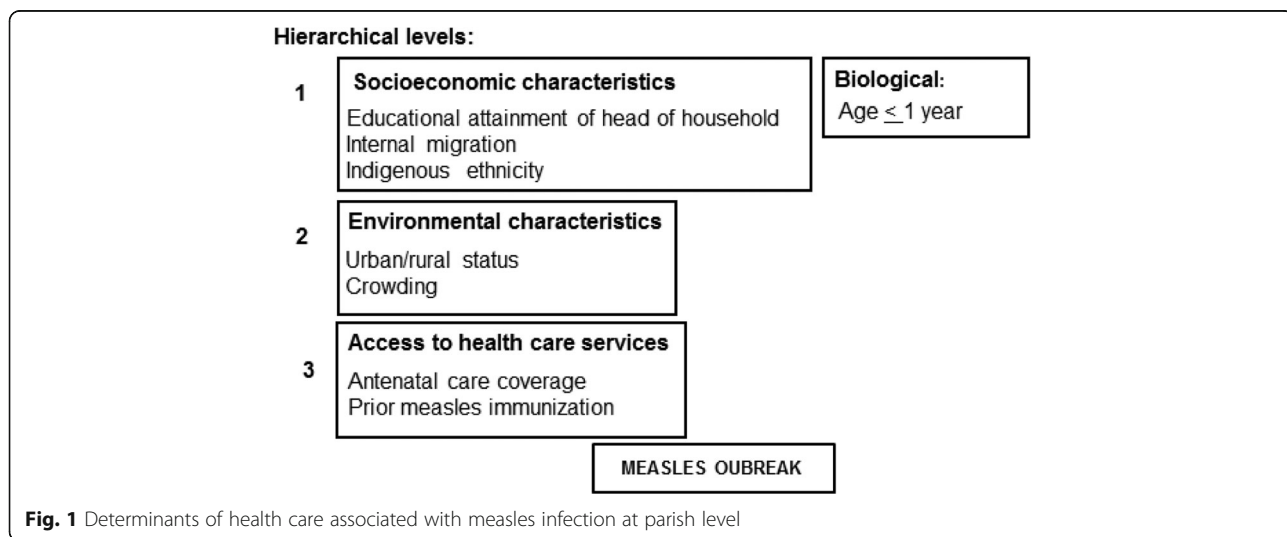 Hierarchical levels:
1
Socioeconomic characteristics
Educational attainment of head of household
Internal migration
Indigenous ethnicity
Biological:
Age ≤ 1 year
2
Environmental characteristics
Urban/rural status
Crowding
3
Access to health care services
Antenatal care coverage
Prior measles immunization
MEASLES OUBREAK
Fig. 1 Determinants of health care associated with measles infection at parish level